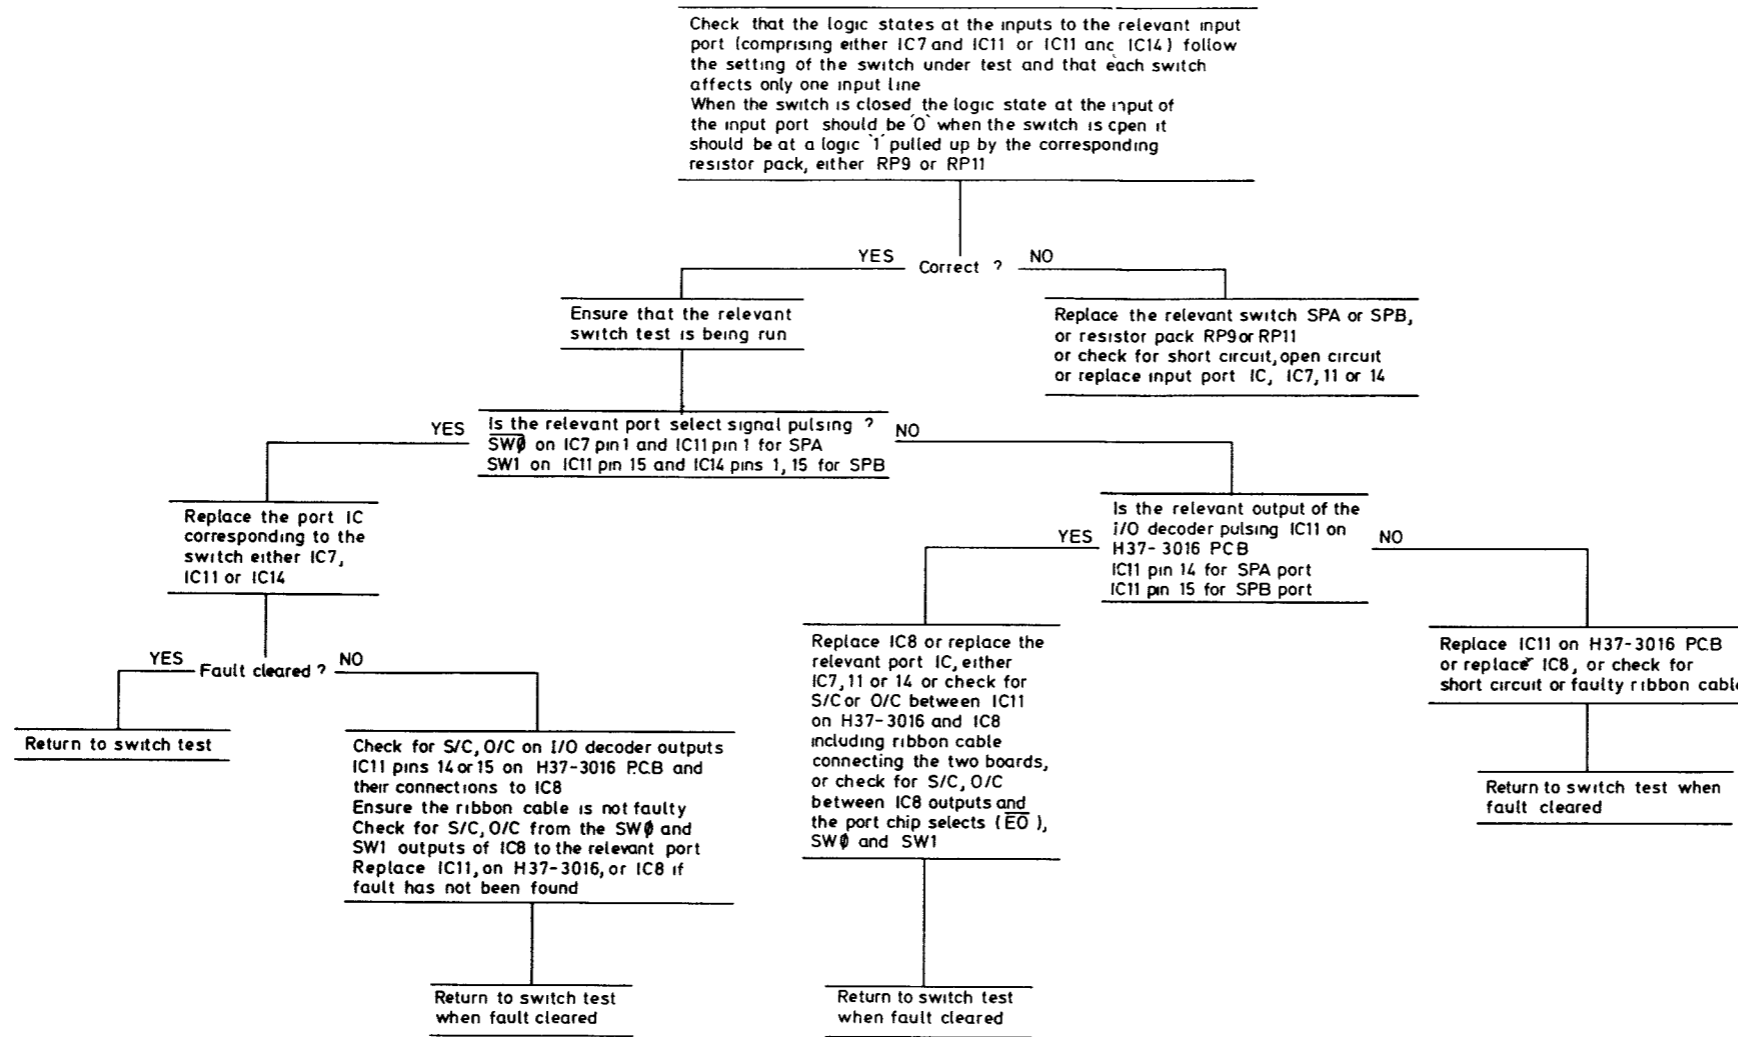 Check that the logic states at the inputs to the relevant input
port (comprising either IC7 and IC11 or IC11 anc IC14) follow
the setting of the switch under test and that each switch
affects only one input line
When the switch is closed the logic state at the input of
the input port should be '0' when the switch is cpen it
should be at a logic '1' pulled up by the corresponding
resistor pack, either RP9 or RP11
YES Correct ? NO
Ensure that the relevant
switch test is being run
Replace the relevant switch SPA or SPB,
or resistor pack RP9 or RP11
or check for short circuit, open circuit
or replace input port IC, IC7, 11 or 14
YES
Is the relevant port select signal pulsing ?
S̅W̅0̸̅ on IC7 pin 1 and IC11 pin 1 for SPA
SW1 on IC11 pin 15 and IC14 pins 1, 15 for SPB
NO
Replace the port IC
corresponding to the
switch either IC7,
IC11 or IC14
YES
Is the relevant output of the
I/O decoder pulsing IC11 on
H37-3016 PCB
IC11 pin 14 for SPA port
IC11 pin 15 for SPB port
NO
YES Fault cleared ? NO
Return to switch test
Check for S/C, O/C on I/O decoder outputs
IC11 pins 14 or 15 on H37-3016 P.C.B and
their connections to IC8
Ensure the ribbon cable is not faulty
Check for S/C, O/C from the SW0̸ and
SW1 outputs of IC8 to the relevant port
Replace IC11, on H37-3016, or IC8 if
fault has not been found
Return to switch test
when fault cleared
Replace IC8 or replace the
relevant port IC, either
IC7, 11 or 14 or check for
S/C or O/C between IC11
on H37-3016 and IC8
including ribbon cable
connecting the two boards,
or check for S/C, O/C
between IC8 outputs and
the port chip selects (E̅O̅ ),
SW0̸ and SW1
Return to switch test
when fault cleared
Replace IC11 on H37-3016 PCB
or replace IC8, or check for
short circuit or faulty ribbon cable
Return to switch test when
fault cleared